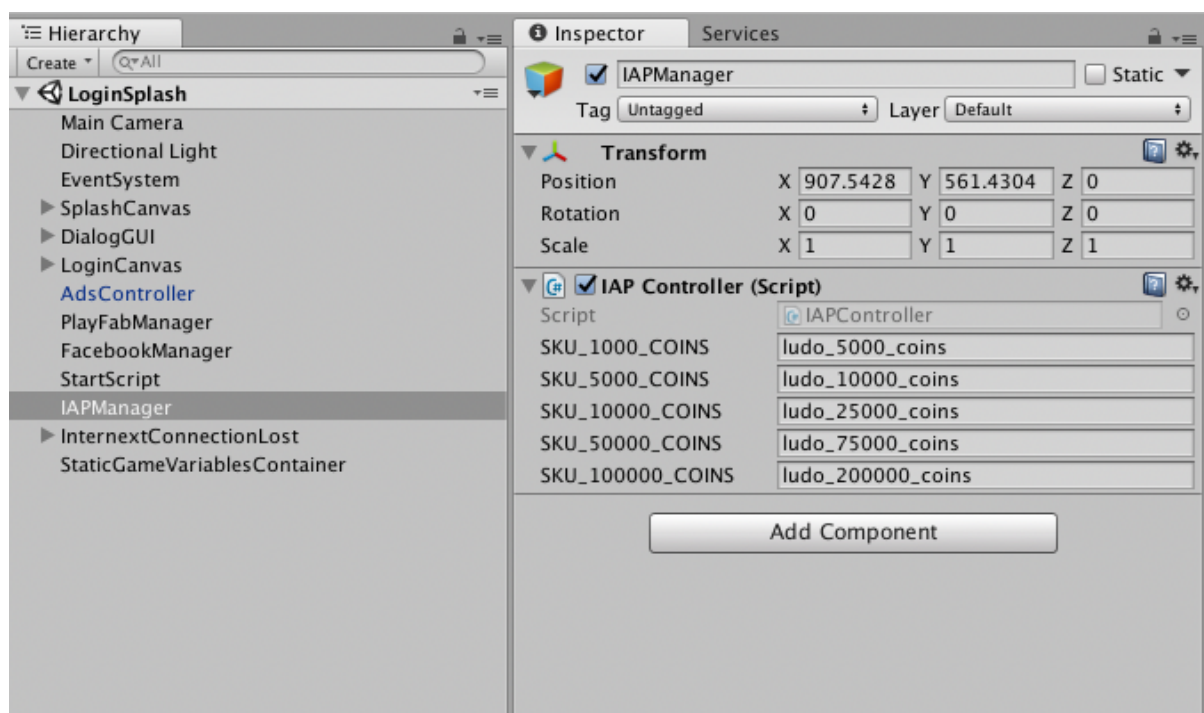 Hierarchy
Create All
LoginSplash
Main Camera
Directional Light
EventSystem
SplashCanvas
DialogGUI
LoginCanvas
AdsController
PlayFabManager
FacebookManager
StartScript
IAPManager
InternextConnectionLost
StaticGameVariablesContainer
Inspector Services
IAPManager Static
Tag Untagged Layer Default
Transform
Position X 907.5428 Y 561.4304 Z 0
Rotation X 0 Y 0 Z 0
Scale X 1 Y 1 Z 1
IAP Controller (Script)
Script IAPController
SKU_1000_COINS ludo_5000_coins
SKU_5000_COINS ludo_10000_coins
SKU_10000_COINS ludo_25000_coins
SKU_50000_COINS ludo_75000_coins
SKU_100000_COINS ludo_200000_coins
Add Component